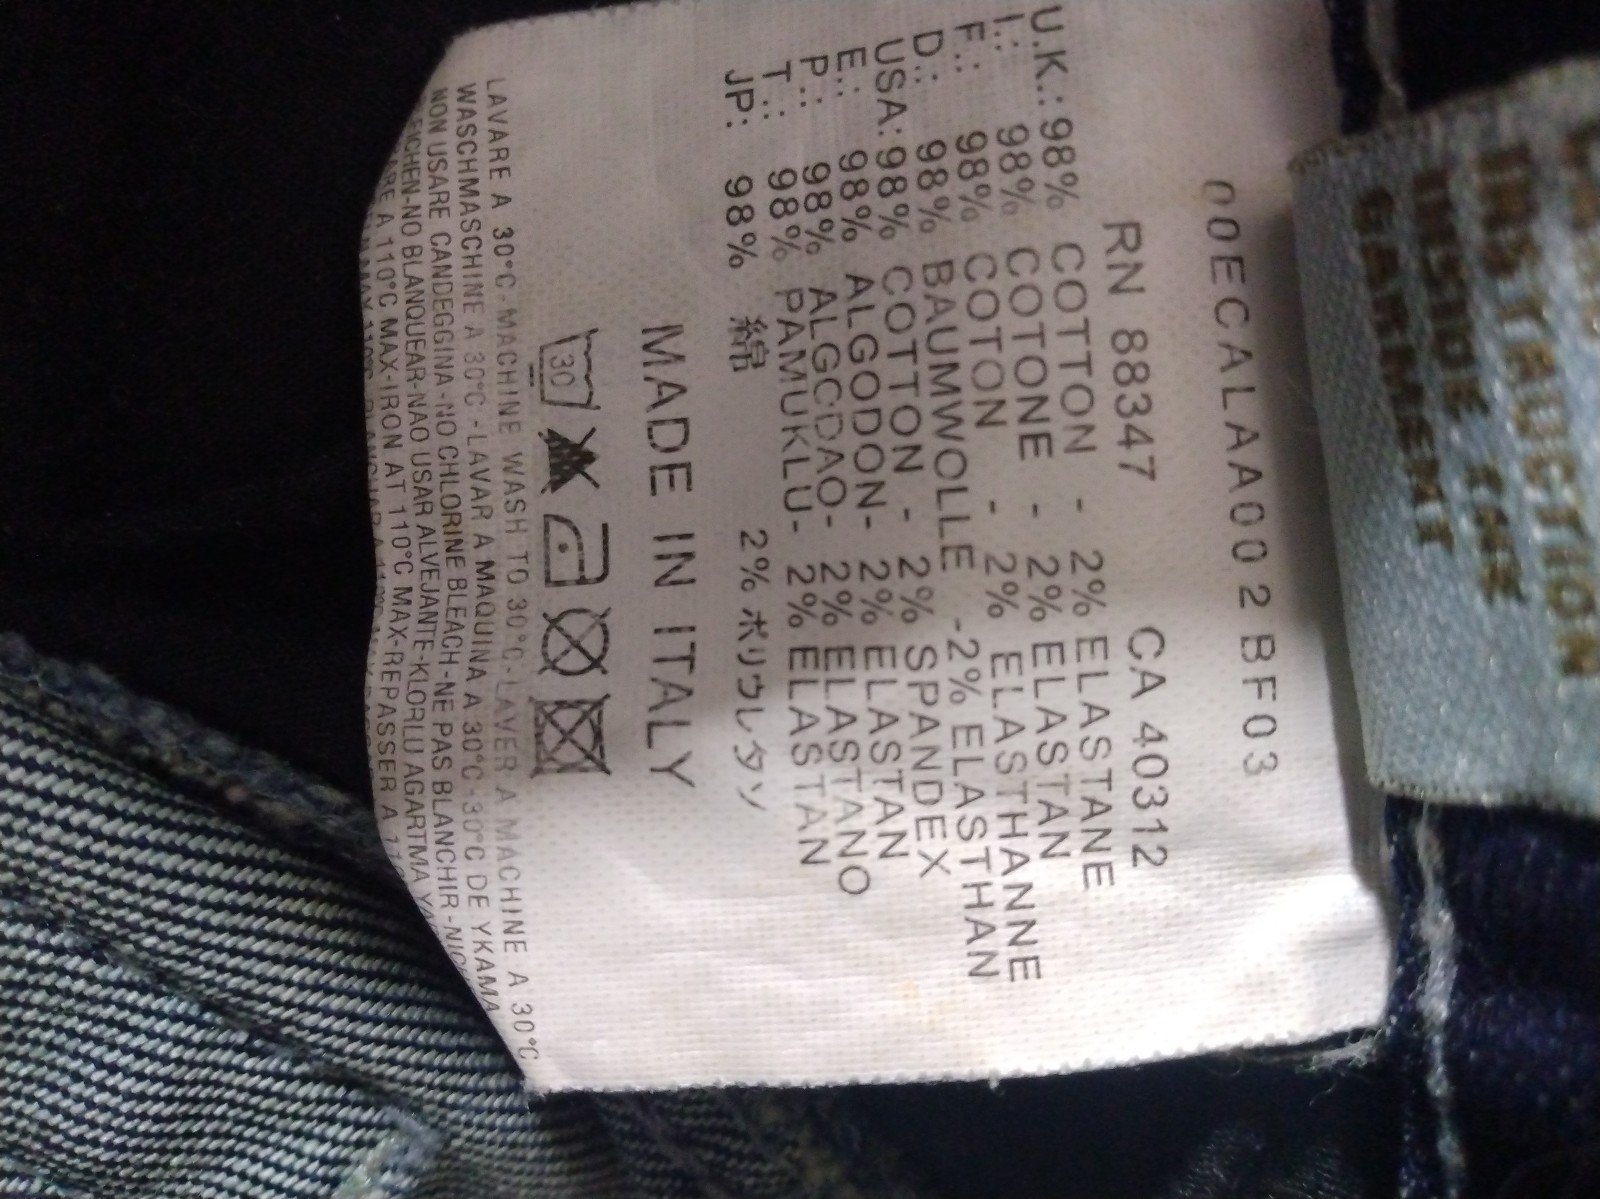 00ECALAA002BF03
RN 88347 CA 40312
U.K.: 98% COTTON - 2% ELASTANE
I.: 98% COTONE - 2% ELASTAN
F.: 98% COTON - 2% ELASTHANNE
D.: 98% BAUMWOLLE -2% ELASTHAN
USA: 98% COTTON - 2% SPANDEX
E.: 98% ALGODON- 2% ELASTAN
P.: 98% ALGCDAO- 2% ELASTANO
T.: 98% PAMUKLU- 2% ELASTAN
JP: 98% 綿 2% ポリウレタン
MADE IN ITALY
30
LAVARE A 30°C-MACHINE WASH TO 30°C-LAVER A MACHINE A 30°C
WASCHMASCHINE A 30°C-LAVAR A MAQUINA A 30°C-30°C DE YKAMA
NON USARE CANDEGGINA-NO CHLORINE BLEACH-NE PAS BLANCHIR
BLANQUEAR-NAO USAR ALVEJANTE-KLORLU AGARTMA
A 110°C MAX-IRON AT 110°C MAX-REPASSER A
INSTRUCTION
INSIDE THE
GARMENT